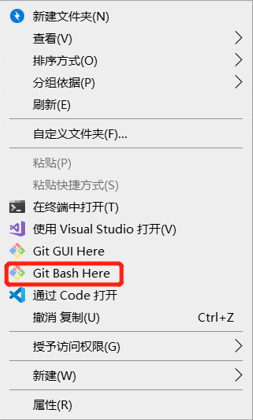 新建文件夹
查看(V)
排序方式(O)
分组依据(P)
刷新(E)
自定义文件夹(F)...
粘贴(P)
粘贴快捷方式(S)
在终端中打开(T)
使用 Visual Studio 打开(V)
Git GUI Here
Git Bash Here
通过 Code 打开
撤消 复制(U) Ctrl+Z
授予访问权限(G)
新建(W)
属性(R)